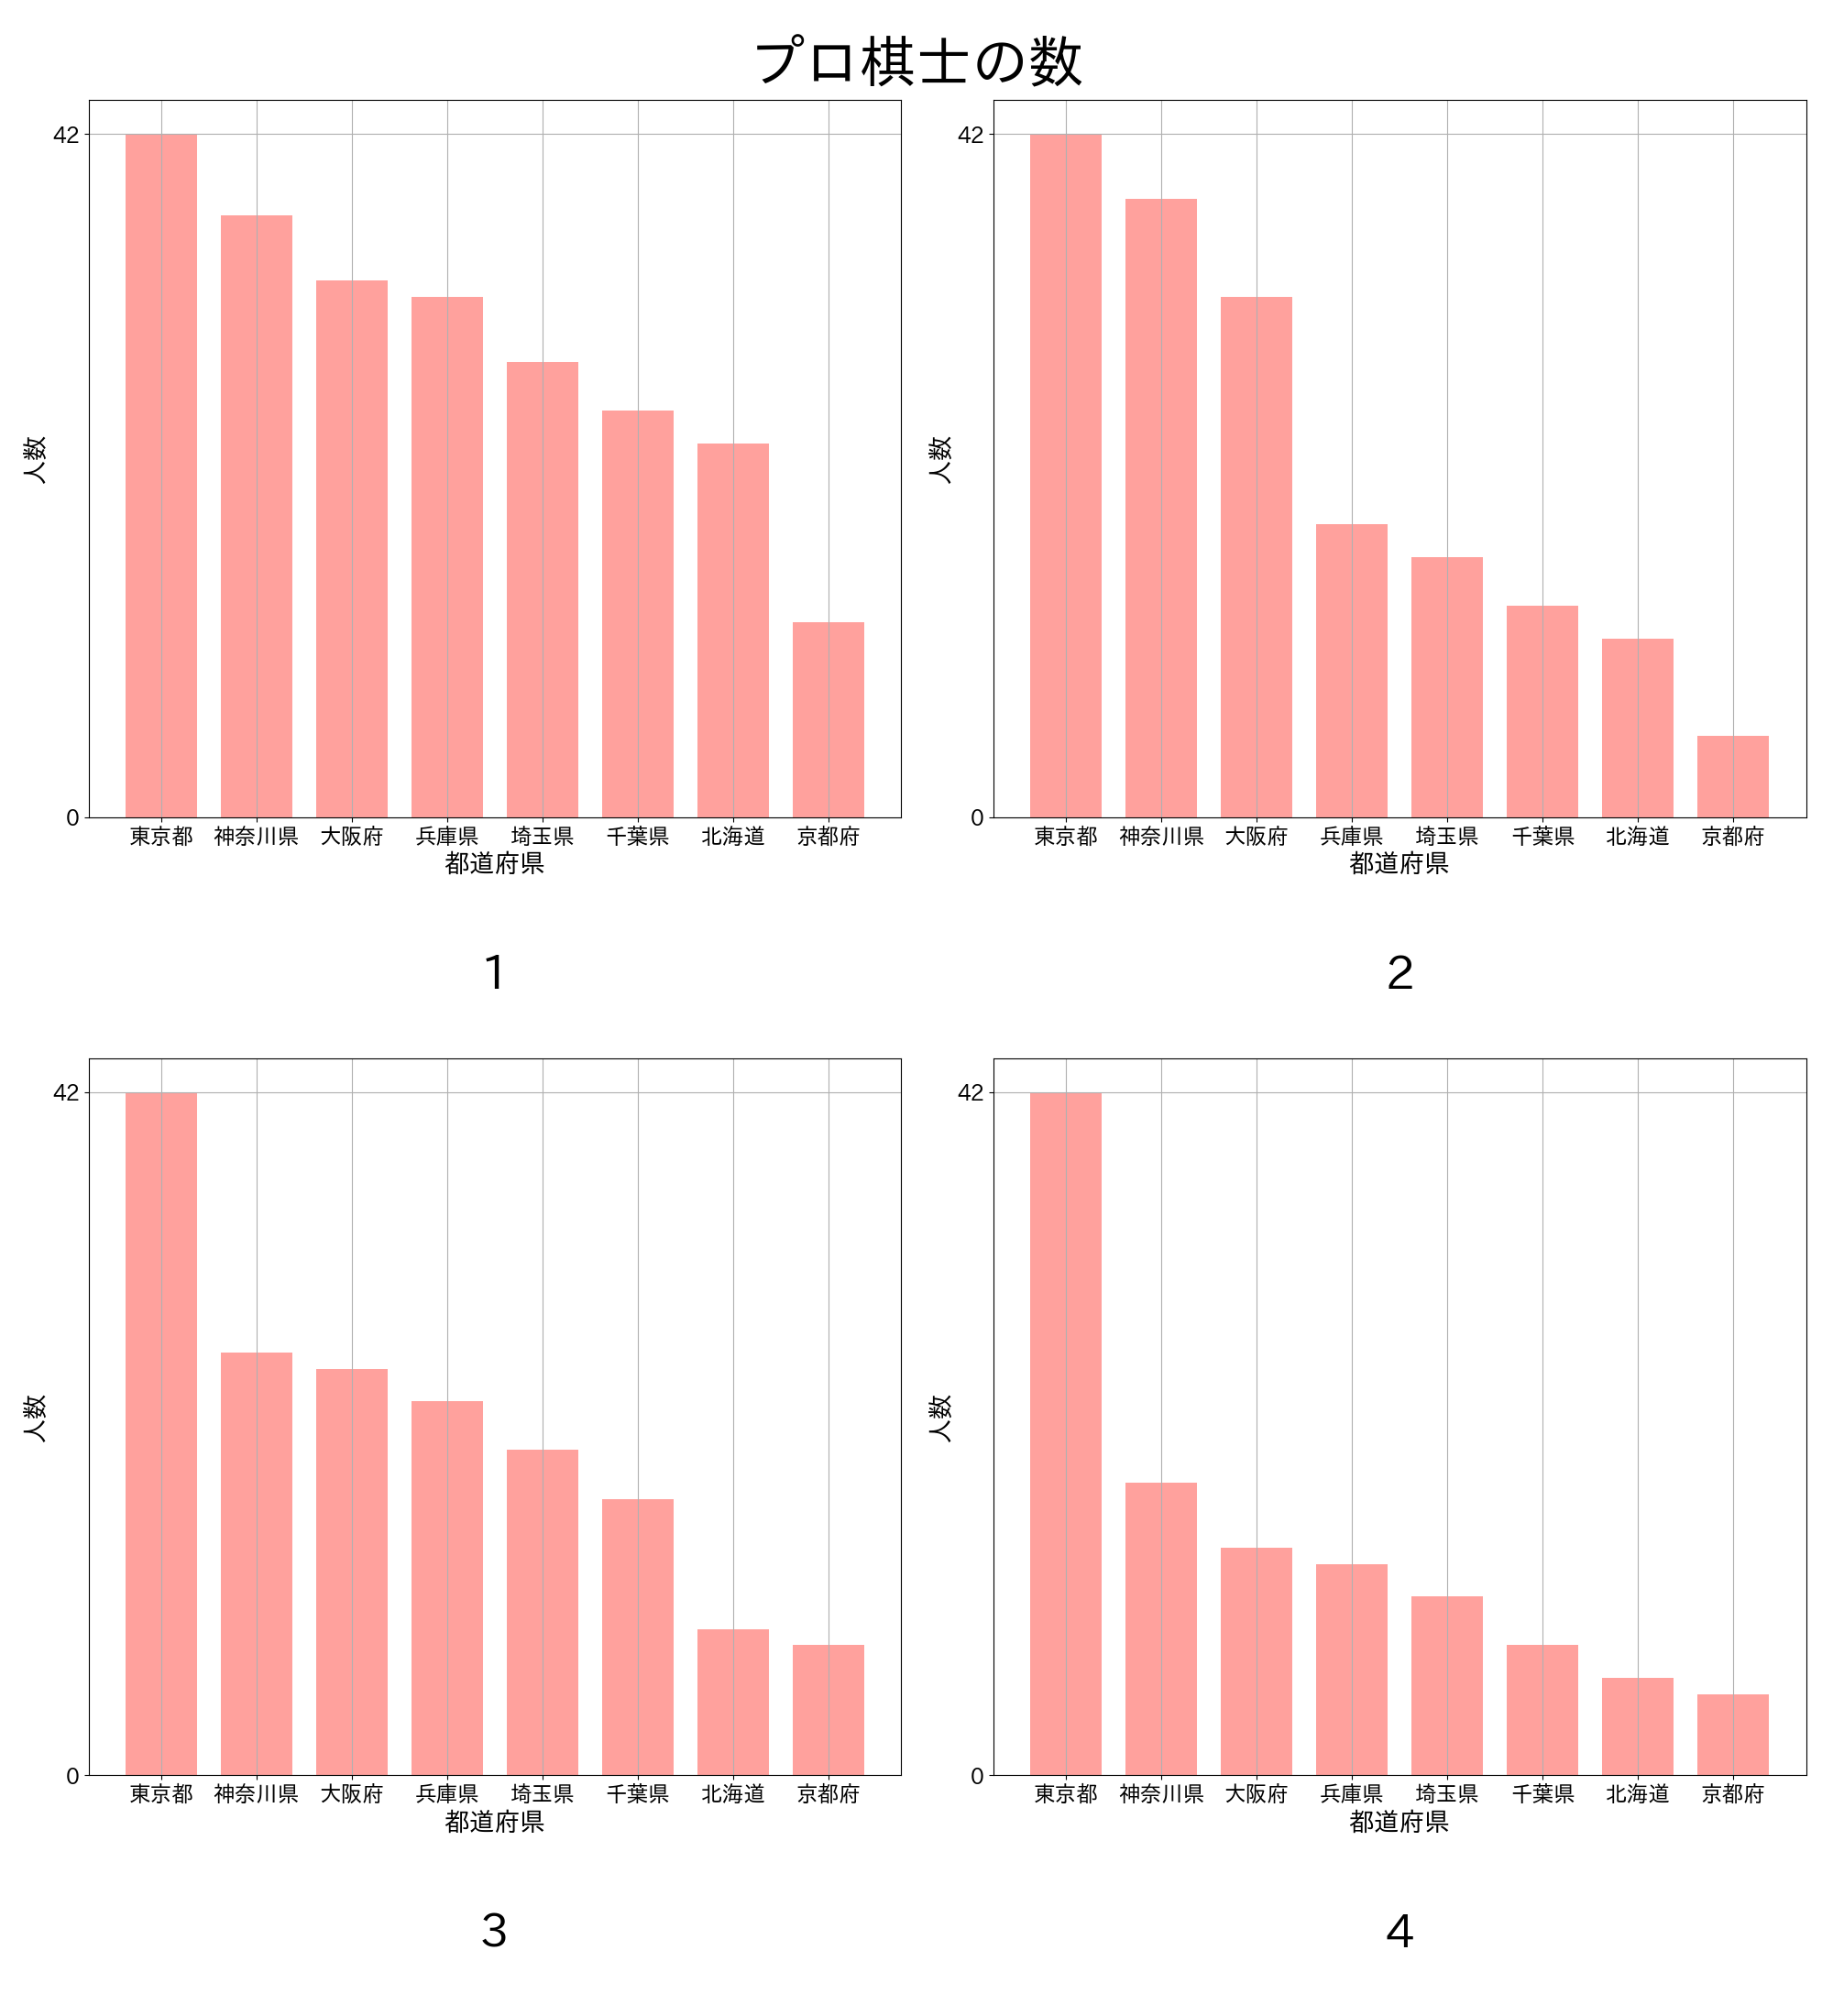 プロ棋士の数
42
0
人数
東京都 神奈川県 大阪府 兵庫県 埼玉県 千葉県 北海道 京都府
都道府県
1
42
0
人数
東京都 神奈川県 大阪府 兵庫県 埼玉県 千葉県 北海道 京都府
都道府県
2
42
0
人数
東京都 神奈川県 大阪府 兵庫県 埼玉県 千葉県 北海道 京都府
都道府県
3
42
0
人数
東京都 神奈川県 大阪府 兵庫県 埼玉県 千葉県 北海道 京都府
都道府県
4